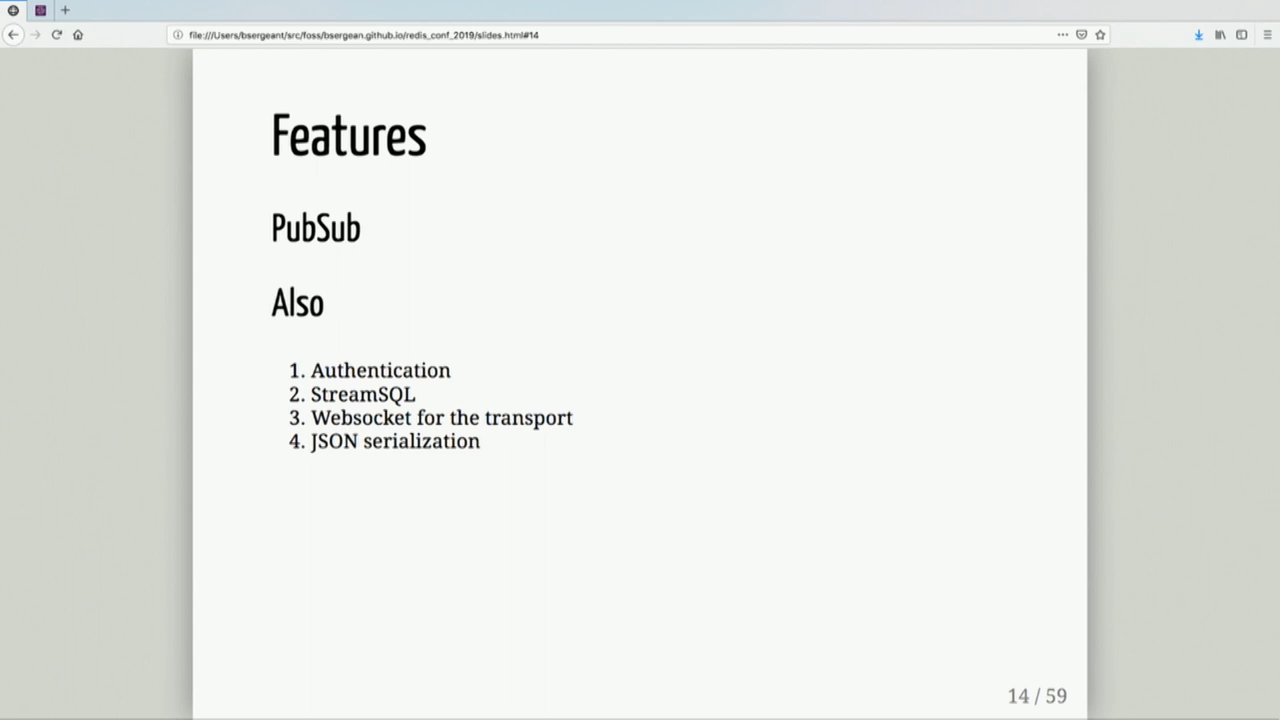 file:///Users/bsergeant/src/foss/bsergean.github.io/redis_conf_2019/slides.html#14
Features
PubSub
Also
1. Authentication
2. StreamSQL
3. Websocket for the transport
4. JSON serialization
14 / 59